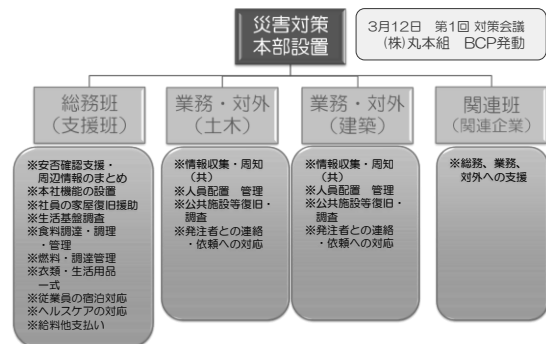 災害対策
本部設置
3月12日　第1回 対策会議
(株)丸本組　BCP発動
総務班
(支援班)
※安否確認支援・
周辺情報のまとめ
※本社機能の設置
※社員の家屋復旧援助
※生活基盤調査
※食料調達・調理
・管理
※燃料・調達管理
※衣類・生活用品
一式
※従業員の宿泊対応
※ヘルスケアの対応
※給料他支払い
業務・対外
(土木)
※情報収集・周知
(共)
※人員配置　管理
※公共施設等復旧・
調査
※発注者との連絡
・依頼への対応
業務・対外
(建築)
※情報収集・周知
(共)
※人員配置　管理
※公共施設等復旧・
調査
※発注者との連絡
・依頼への対応
関連班
(関連企業)
※総務、業務、
対外への支援